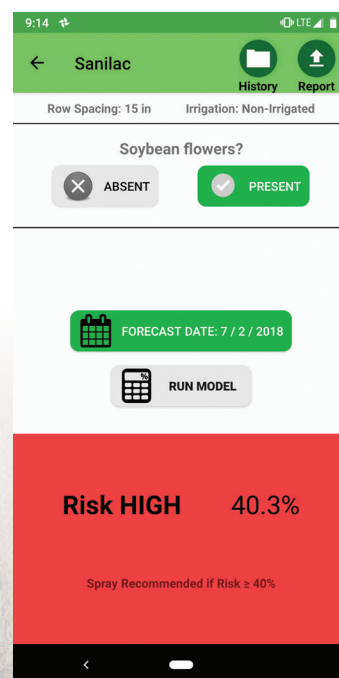 9:14 LTE
Sanilac
History Report
Row Spacing: 15 in Irrigation: Non-Irrigated
Soybean flowers?
ABSENT PRESENT
FORECAST DATE: 7 / 2 / 2018
%
RUN MODEL
Risk HIGH 40.3%
Spray Recommended if Risk ≥ 40%